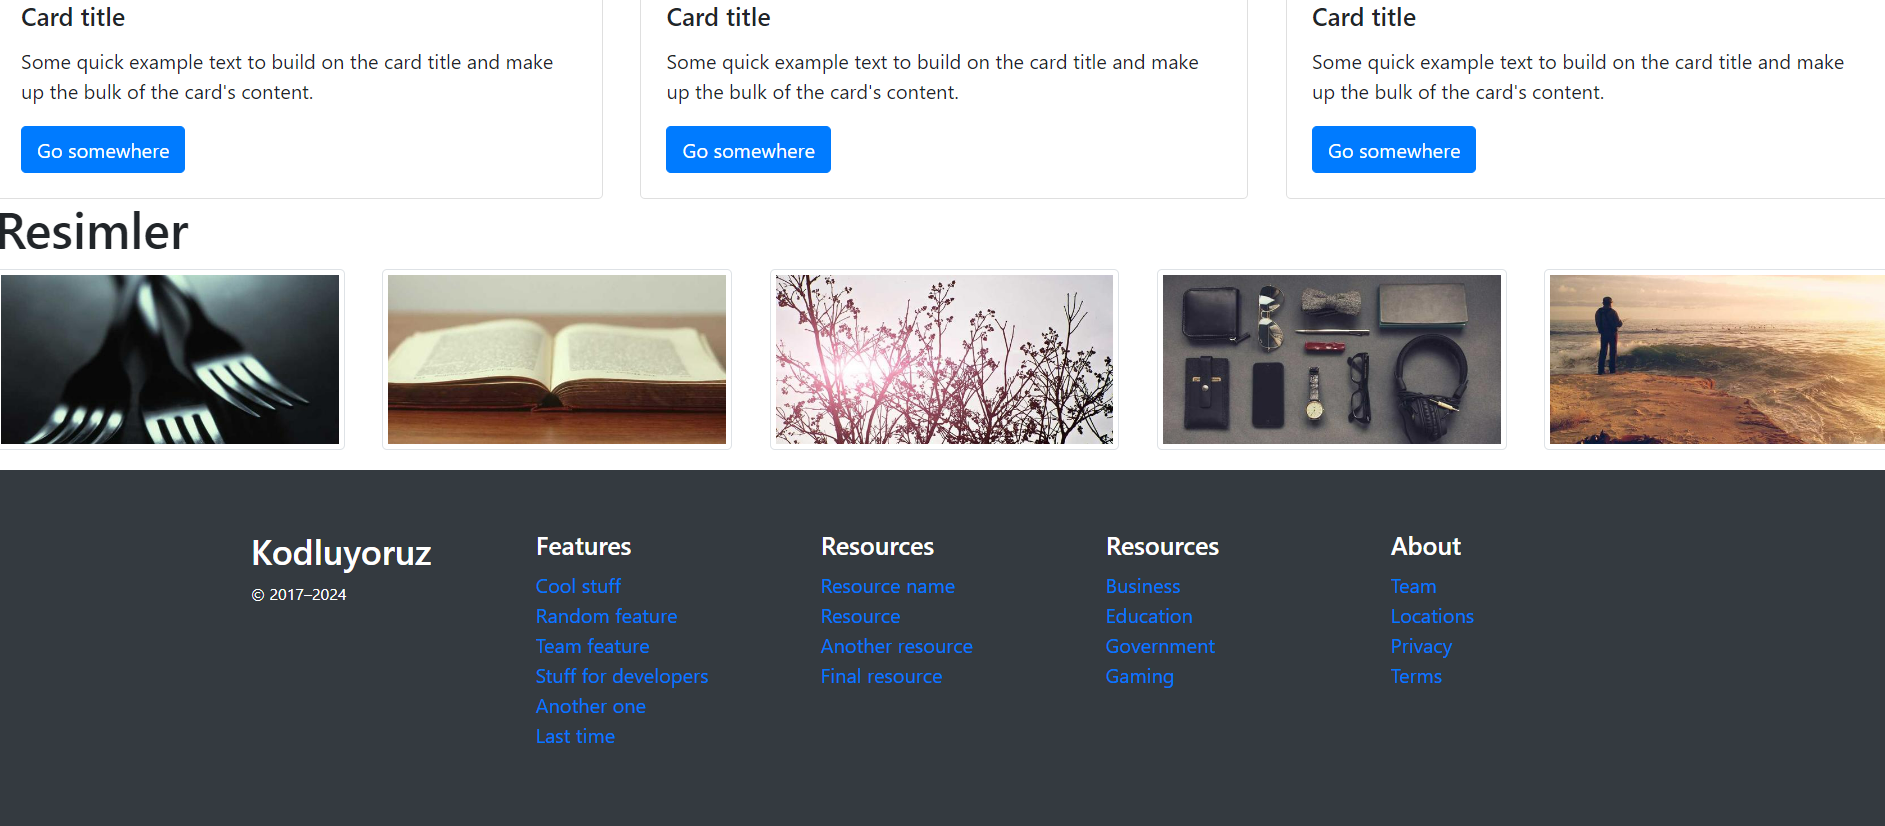 Card title
Some quick example text to build on the card title and make
up the bulk of the card's content.
Go somewhere
Card title
Some quick example text to build on the card title and make
up the bulk of the card's content.
Go somewhere
Card title
Some quick example text to build on the card title and make
up the bulk of the card's content.
Go somewhere
Resimler
Kodluyoruz
© 2017–2024
Features
Cool stuff
Random feature
Team feature
Stuff for developers
Another one
Last time
Resources
Resource name
Resource
Another resource
Final resource
Resources
Business
Education
Government
Gaming
About
Team
Locations
Privacy
Terms